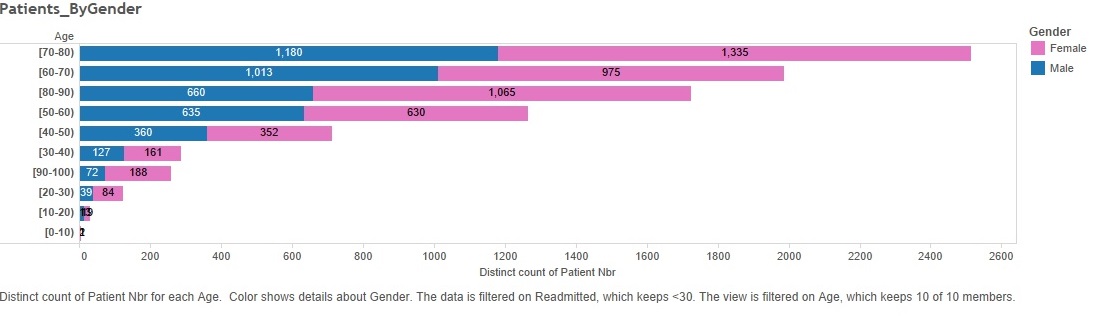 Patients_ByGender
Age
Gender
Female
Male
[70-80) 1,180 1,335
[60-70) 1,013 975
[80-90) 660 1,065
[50-60) 635 630
[40-50) 360 352
[30-40) 127 161
[90-100) 72 188
[20-30) 39 84
[10-20)
[0-10)
0 200 400 600 800 1000 1200 1400 1600 1800 2000 2200 2400 2600
Distinct count of Patient Nbr
Distinct count of Patient Nbr for each Age. Color shows details about Gender. The data is filtered on Readmitted, which keeps <30. The view is filtered on Age, which keeps 10 of 10 members.